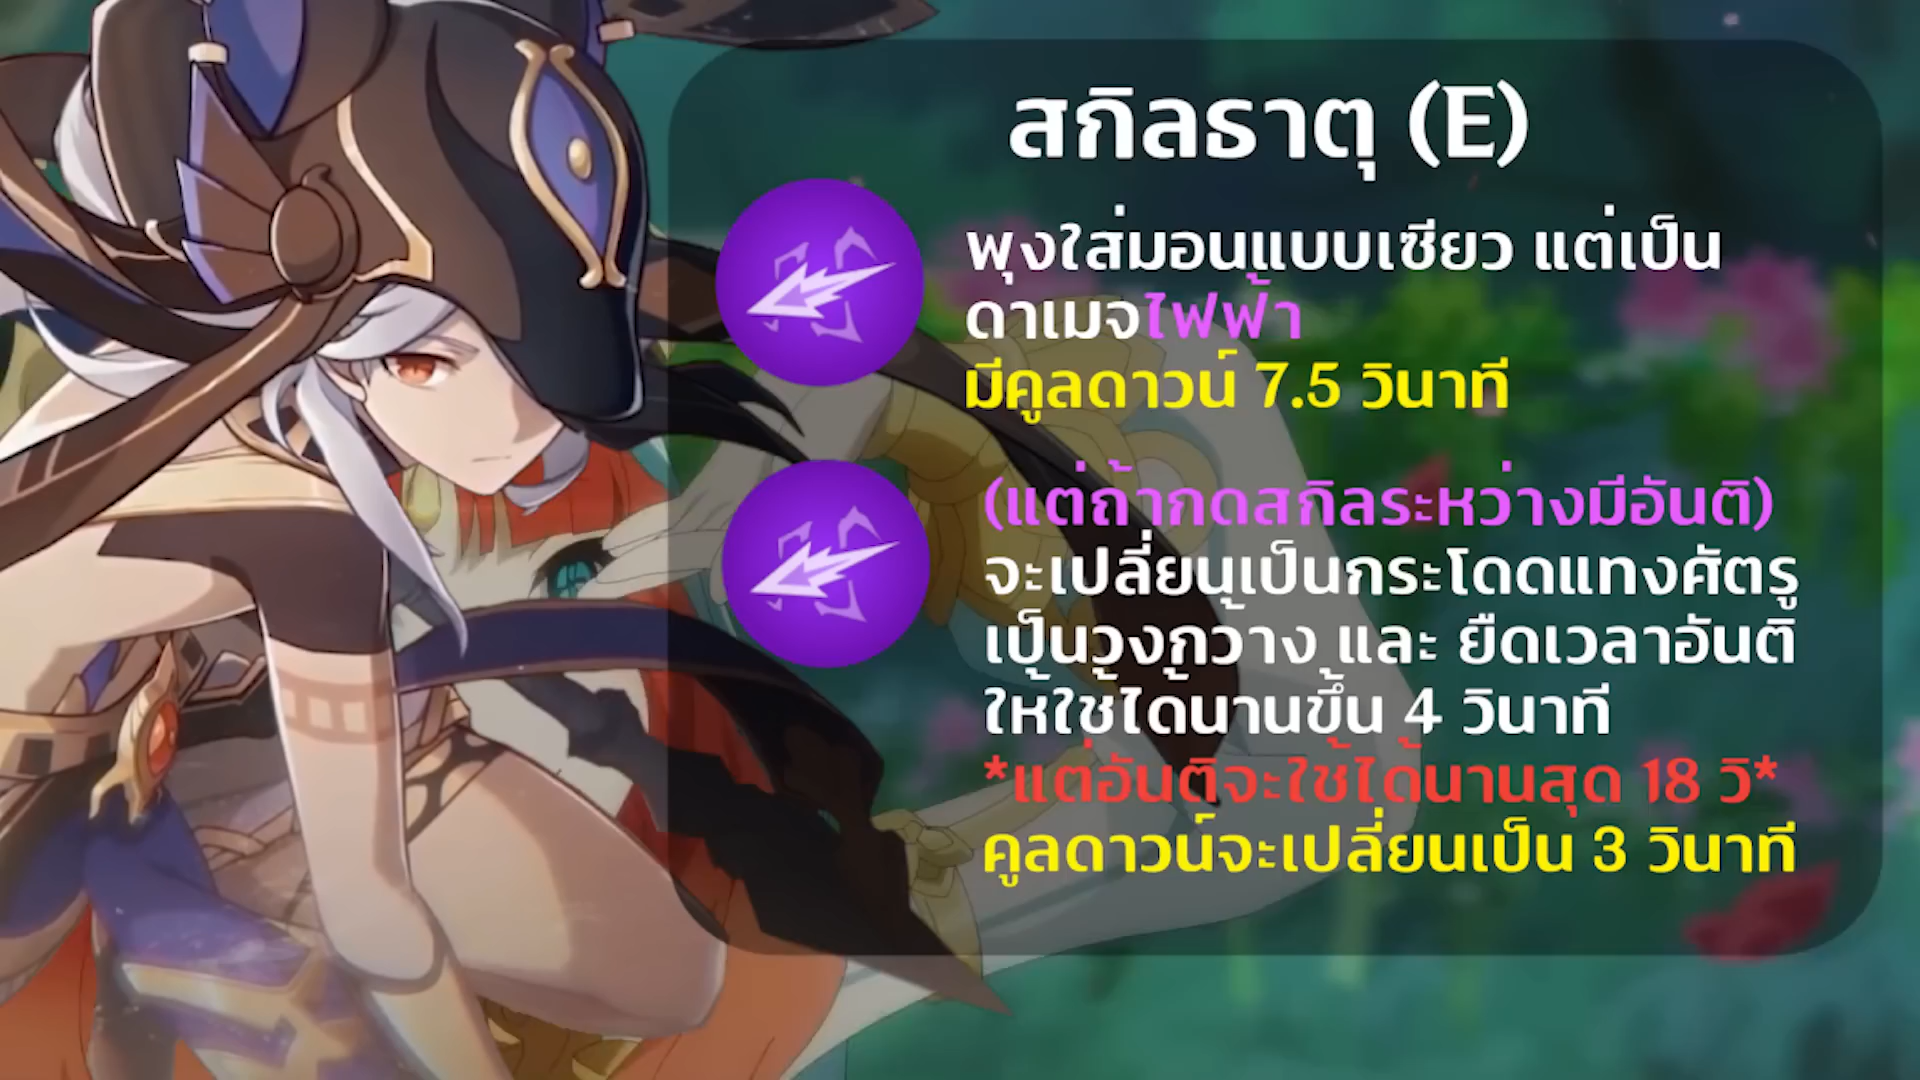 สกิลธาตุ (E)
พุ่งใส่มอนแบบเซียว แต่เป็น
ดาเมจไฟฟ้า
มีคูลดาวน์ 7.5 วินาที
(แต่ถ้ากดสกิลระหว่างมีอันติ)
จะเปลี่ยนเป็นกระโดดแทงศัตรู
เป็นวงกว้าง และ ยืดเวลาอันติ
ให้ใช้ได้นานขึ้น 4 วินาที
*แต่อันติจะใช้ได้นานสุด 18 วิ*
คูลดาวน์จะเปลี่ยนเป็น 3 วินาที